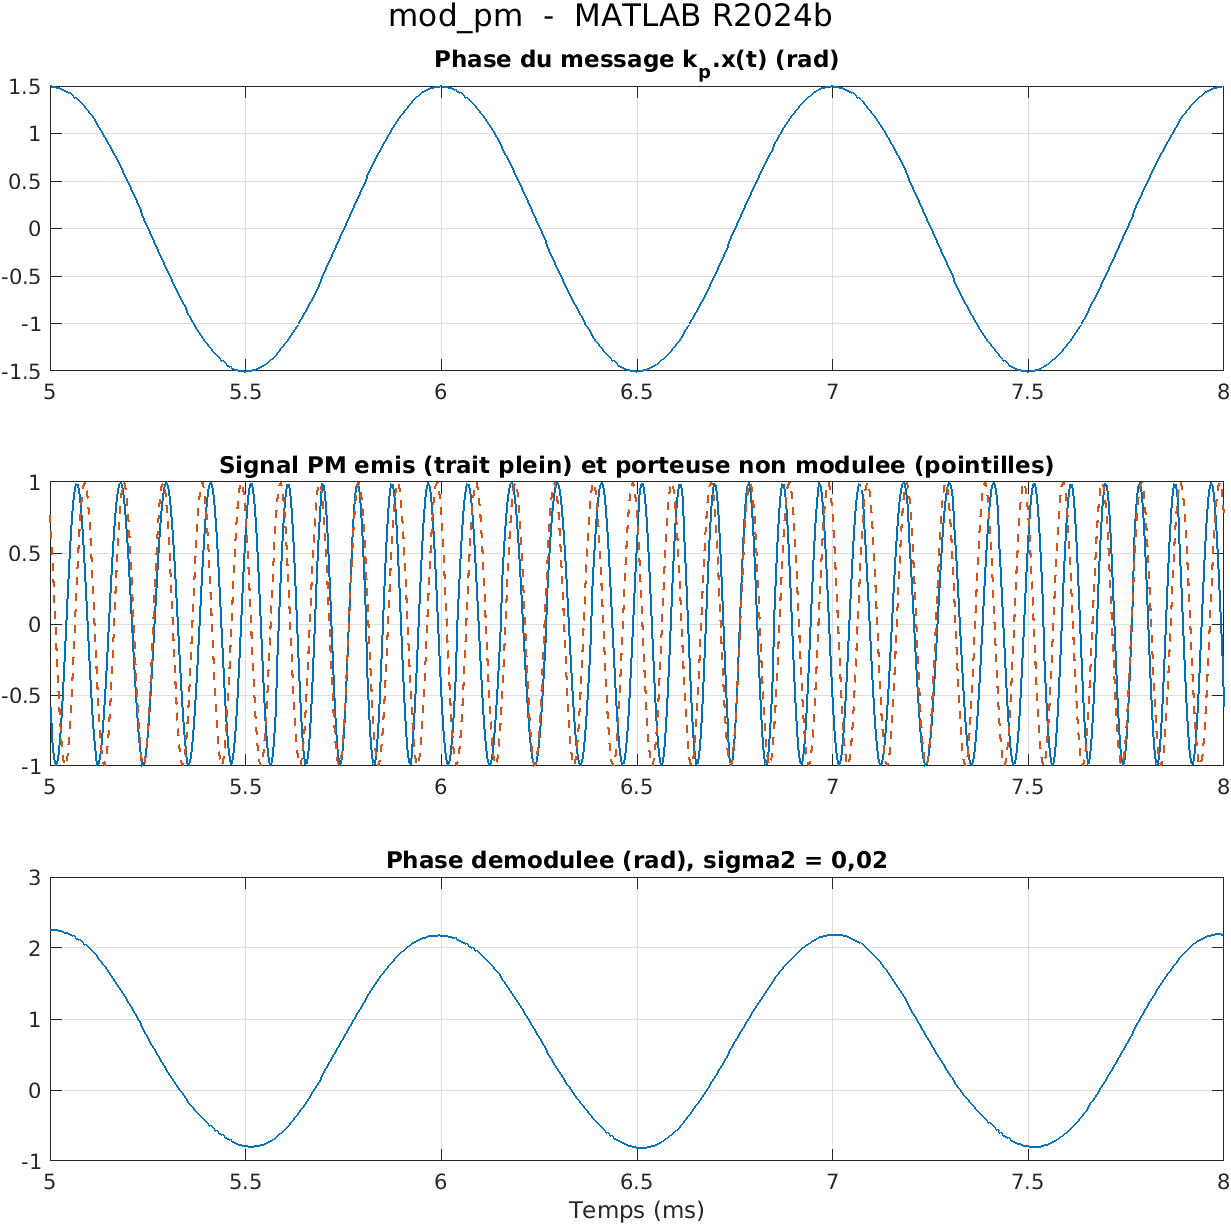 mod_pm - MATLAB R2024b
Phase du message k_p.x(t) (rad)
1.5
1
0.5
0
-0.5
-1
-1.5
5 5.5 6 6.5 7 7.5 8
Signal PM emis (trait plein) et porteuse non modulee (pointilles)
1
0.5
0
-0.5
-1
5 5.5 6 6.5 7 7.5 8
Phase demodulee (rad), sigma2 = 0,02
3
2
1
0
-1
5 5.5 6 6.5 7 7.5 8
Temps (ms)